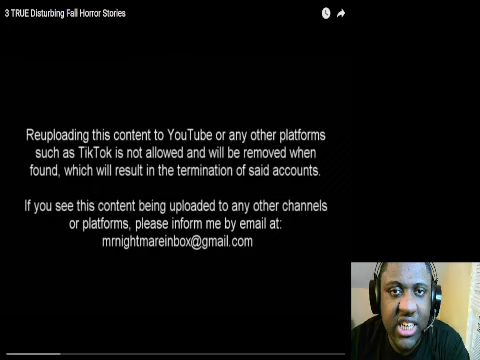 3 TRUE Disturbing Fall Horror Stories
Reuploading this content to YouTube or any other platforms
such as TikTok is not allowed and will be removed when
found, which will result in the termination of said accounts.
If you see this content being uploaded to any other channels
or platforms, please inform me by email at:
mrnightmareinbox@gmail.com